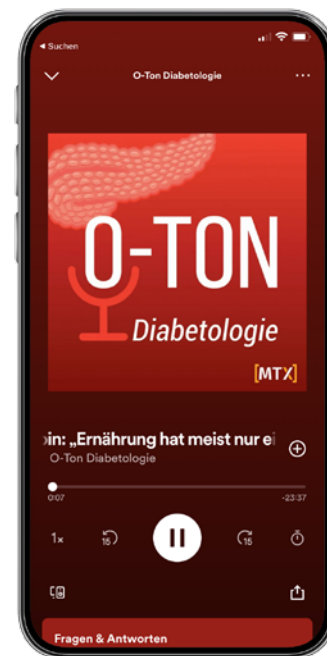 Suchen
O-Ton Diabetologie
O-TON
Diabetologie
[MTX]
in: „Ernährung hat meist nur ei
O-Ton Diabetologie
0:07
-23:37
1x
15
15
Fragen & Antworten